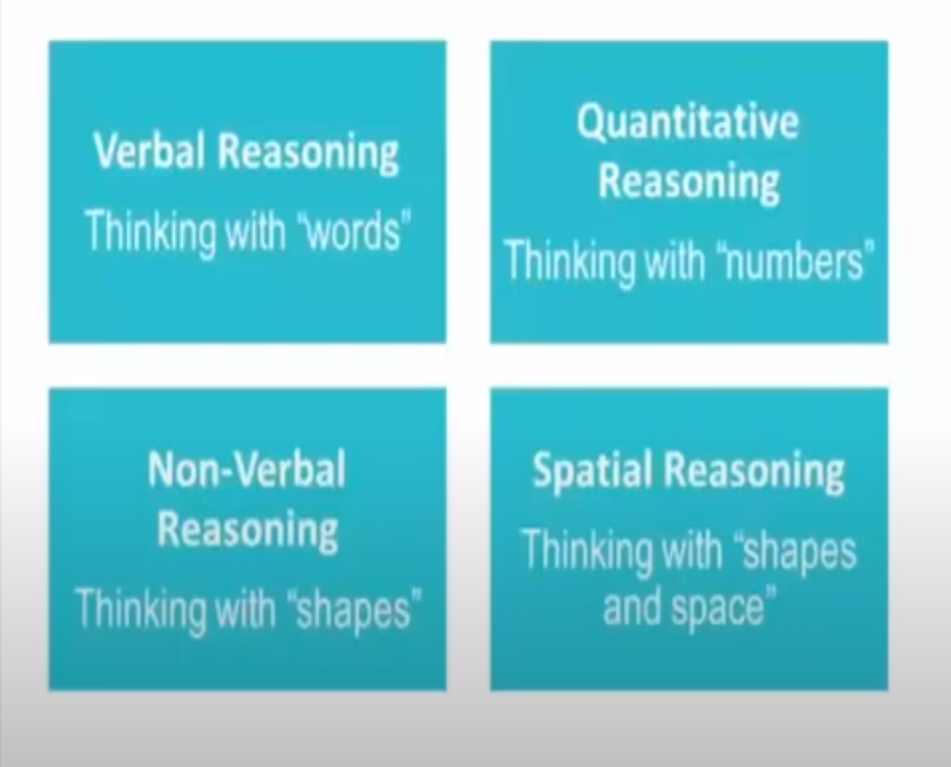 Verbal Reasoning
Thinking with “words”
Quantitative
Reasoning
Thinking with “numbers”
Non-Verbal
Reasoning
Thinking with “shapes”
Spatial Reasoning
Thinking with “shapes
and space”